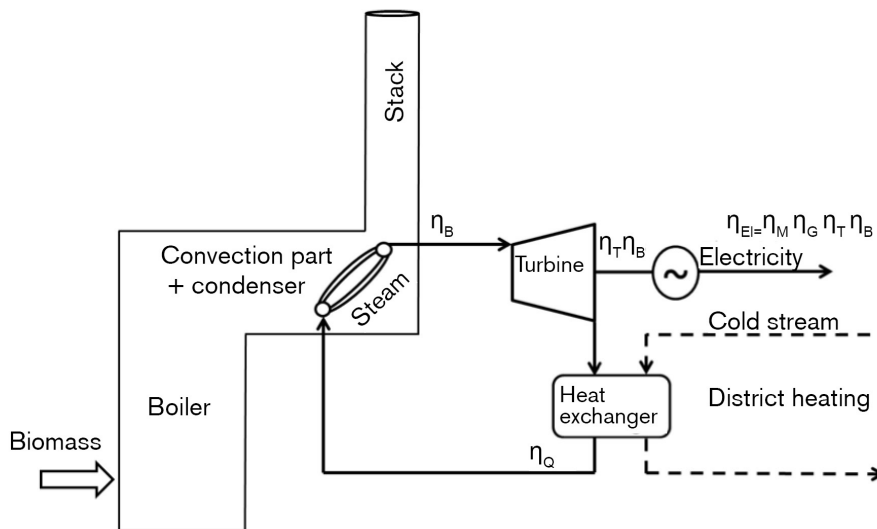 Stack
η_B
η_EI=η_M η_G η_T η_B
Convection part
+ condenser
Steam
Turbine
η_Tη_B
~
Electricity
Cold stream
Boiler
Heat
exchanger
District heating
Biomass
η_Q